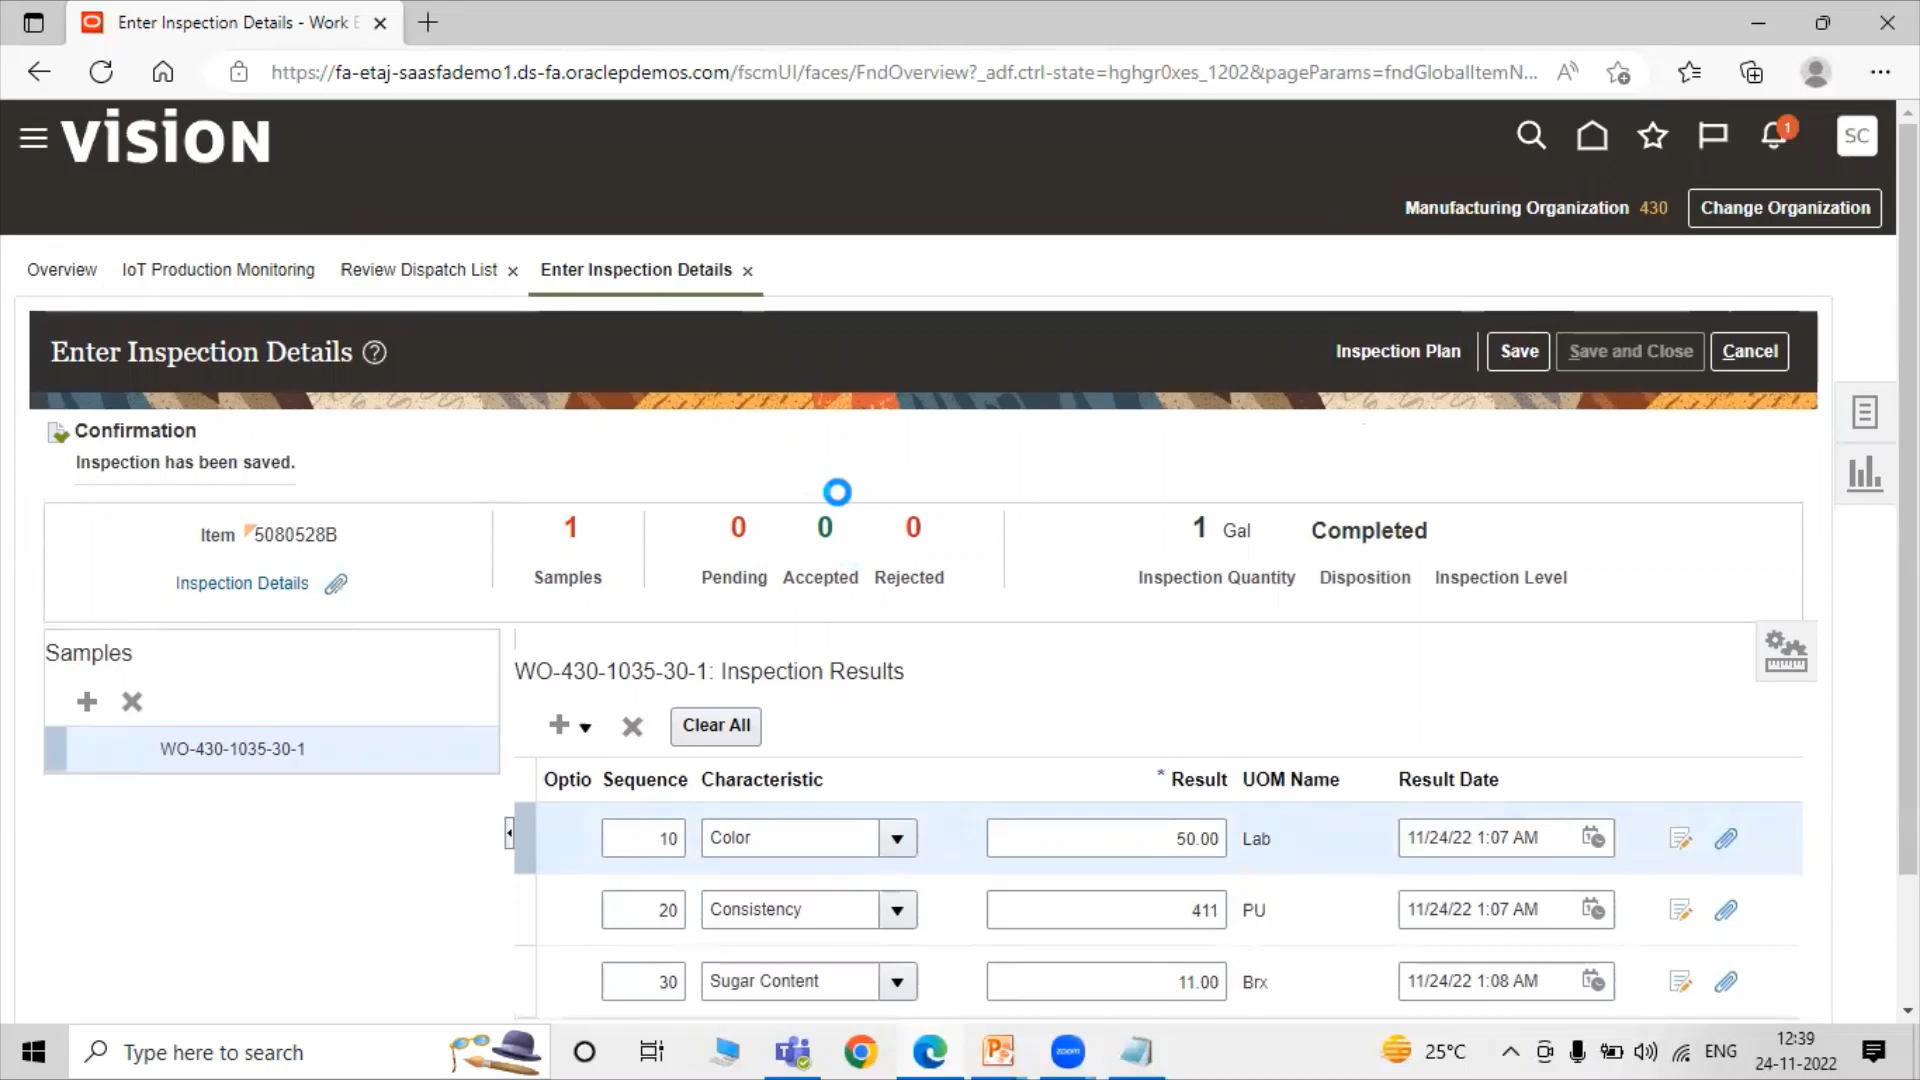 Enter Inspection Details - Work E
https://fa-etaj-saasfademo1.ds-fa.oraclepdemos.com/fscmUI/faces/FndOverview?_adf.ctrl-state=hghgr0xes_1202&pageParams=fndGlobalItemN...
VISION
1
SC
Manufacturing Organization 430 Change Organization
Overview IoT Production Monitoring Review Dispatch List Enter Inspection Details
Enter Inspection Details ? Inspection Plan Save Save and Close Cancel
Confirmation
Inspection has been saved.
Item 5080528B 1 0 0 0 1 Gal Completed
Inspection Details Samples Pending Accepted Rejected Inspection Quantity Disposition Inspection Level
Samples
WO-430-1035-30-1: Inspection Results
Clear All
WO-430-1035-30-1
Optio Sequence Characteristic * Result UOM Name Result Date
10 Color 50.00 Lab 11/24/22 1:07 AM
20 Consistency 411 PU 11/24/22 1:07 AM
30 Sugar Content 11.00 Brx 11/24/22 1:08 AM
Type here to search zoom 25°C ENG 12:39
24-11-2022